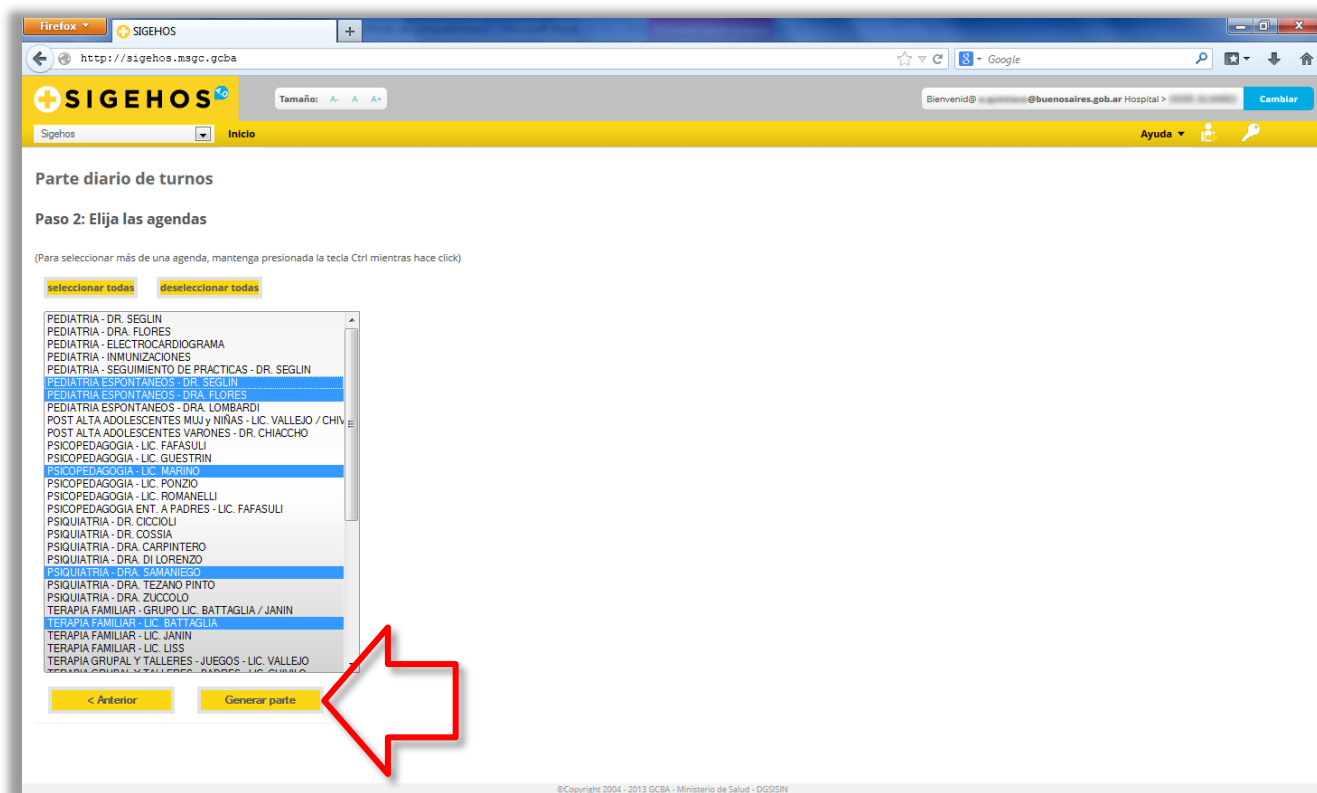 Firefox
SIGEHOS
http://sigehos.msgc.gcba
Google
SIGEHOS
Tamaño: A- A A+
Bienvenid@ @buenosaires.gob.ar Hospital >
Cambiar
Sigehos
Inicio
Ayuda
Parte diario de turnos
Paso 2: Elija las agendas
(Para seleccionar más de una agenda, mantenga presionada la tecla Ctrl mientras hace click)
seleccionar todas deseleccionar todas
PEDIATRIA - DR. SEGLIN
PEDIATRIA - DRA. FLORES
PEDIATRIA - ELECTROCARDIOGRAMA
PEDIATRIA - INMUNIZACIONES
PEDIATRIA - SEGUIMIENTO DE PRACTICAS - DR. SEGLIN
PEDIATRIA ESPONTANEOS - DR. SEGLIN
PEDIATRIA ESPONTANEOS - DRA. FLORES
PEDIATRIA ESPONTANEOS - DRA. LOMBARDI
POST ALTA ADOLESCENTES MUJ y NIÑAS - LIC. VALLEJO / CHIV
POST ALTA ADOLESCENTES VARONES - DR. CHIACCHO
PSICOPEDAGOGIA - LIC. FAFASULI
PSICOPEDAGOGIA - LIC. GUESTRIN
PSICOPEDAGOGIA - LIC. MARINO
PSICOPEDAGOGIA - LIC. PONZIO
PSICOPEDAGOGIA - LIC. ROMANELLI
PSICOPEDAGOGIA ENT. A PADRES - LIC. FAFASULI
PSIQUIATRIA - DR. CICCIOLI
PSIQUIATRIA - DR. COSSIA
PSIQUIATRIA - DRA. CARPINTERO
PSIQUIATRIA - DRA. DI LORENZO
PSIQUIATRIA - DRA. SAMANIEGO
PSIQUIATRIA - DRA. TEZANO PINTO
PSIQUIATRIA - DRA. ZUCCOLO
TERAPIA FAMILIAR - GRUPO LIC. BATTAGLIA / JANIN
TERAPIA FAMILIAR - LIC. BATTAGLIA
TERAPIA FAMILIAR - LIC. JANIN
TERAPIA FAMILIAR - LIC. LISS
TERAPIA GRUPAL Y TALLERES - JUEGOS - LIC. VALLEJO
TERAPIA GRUPAL Y TALLERES - PADRES - LIC. CHIVILO
< Anterior Generar parte
©Copyright 2004 - 2013 GCBA - Ministerio de Salud - DGSISIN